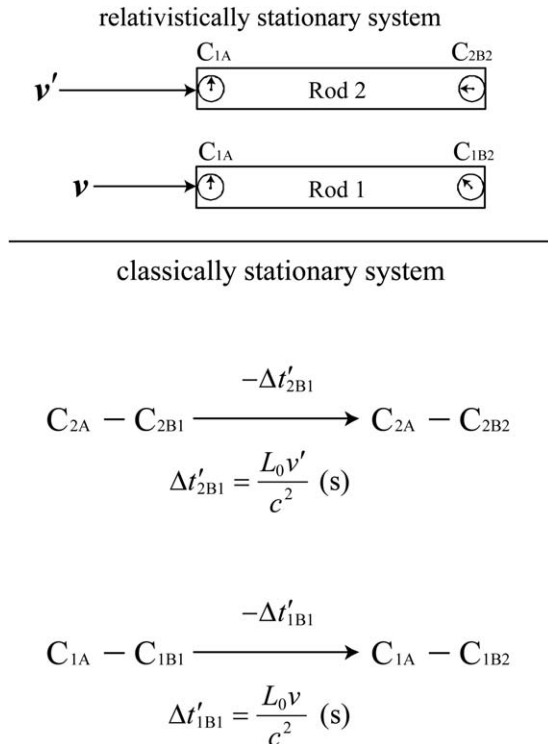 relativistically stationary system
C1A C2B2
v′ Rod 2
C1A C1B2
v Rod 1
classically stationary system
−Δt′2B1
C2A − C2B1 C2A − C2B2
Δt′2B1 = L0v′/c² (s)
−Δt′1B1
C1A − C1B1 C1A − C1B2
Δt′1B1 = L0v/c² (s)